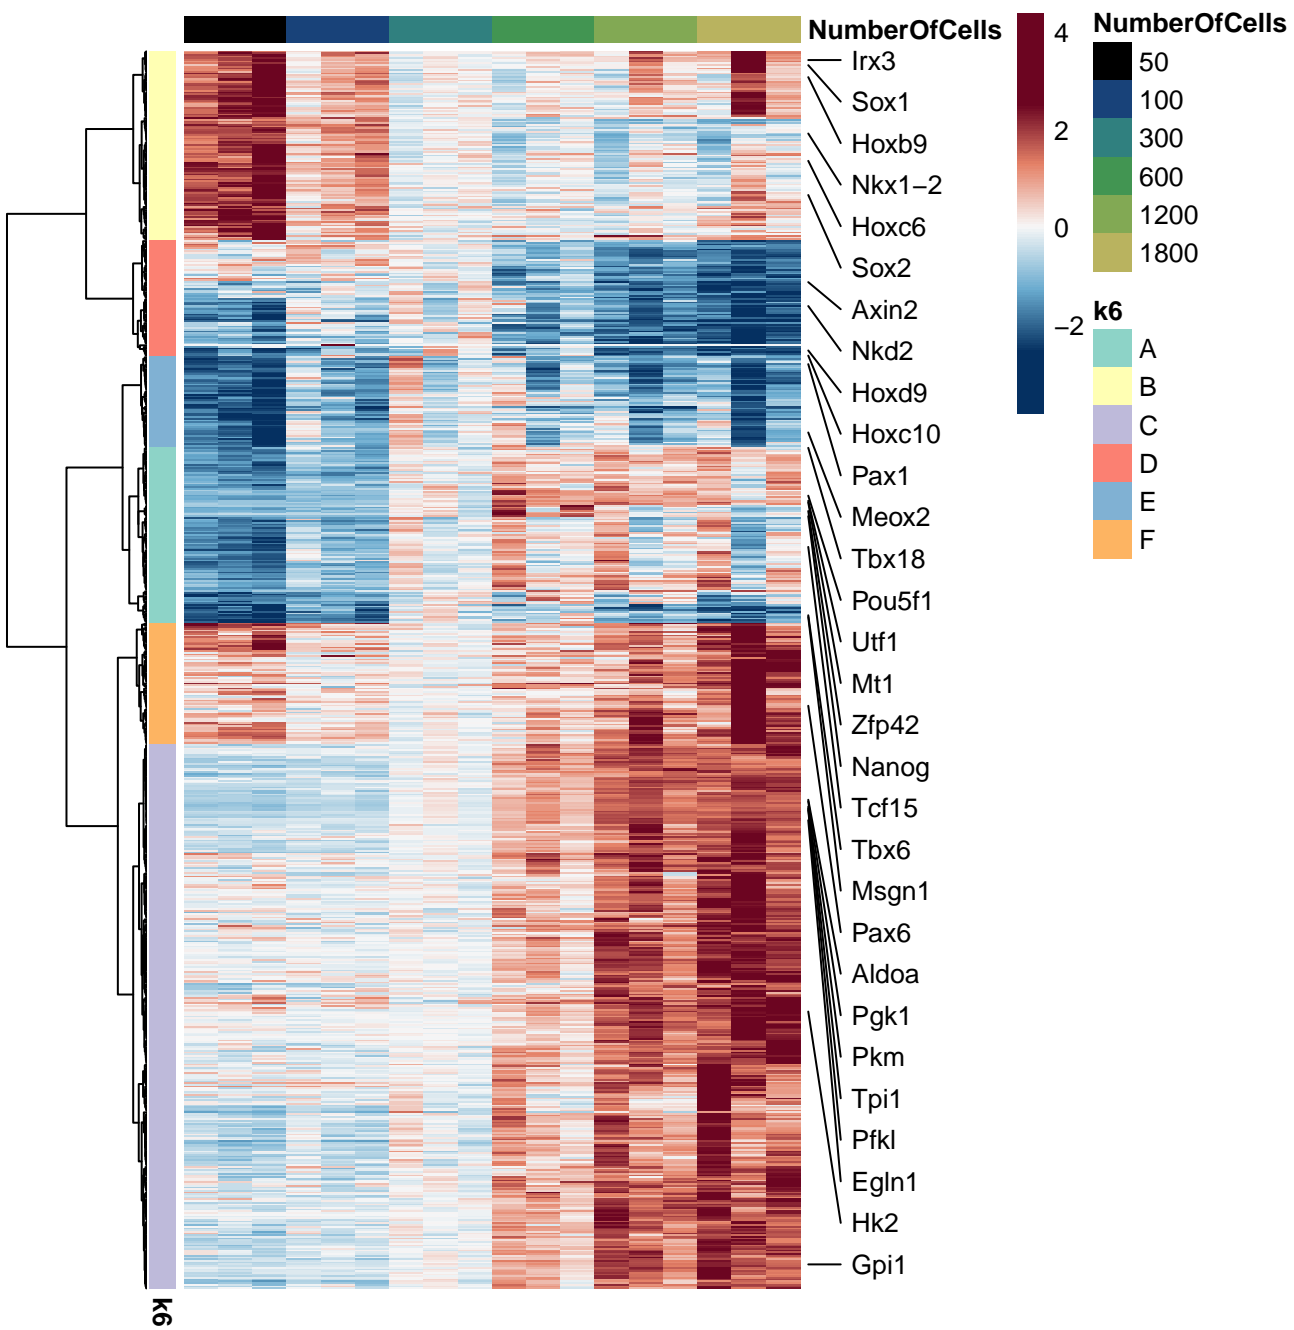 NumberOfCells
Irx3
Sox1
Hoxb9
Nkx1−2
Hoxc6
Sox2
Axin2
Nkd2
Hoxd9
Hoxc10
Pax1
Meox2
Tbx18
Pou5f1
Utf1
Mt1
Zfp42
Nanog
Tcf15
Tbx6
Msgn1
Pax6
Aldoa
Pgk1
Pkm
Tpi1
Pfkl
Egln1
Hk2
Gpi1
4
2
0
−2
NumberOfCells
50
100
300
600
1200
1800
k6
A
B
C
D
E
F
k6